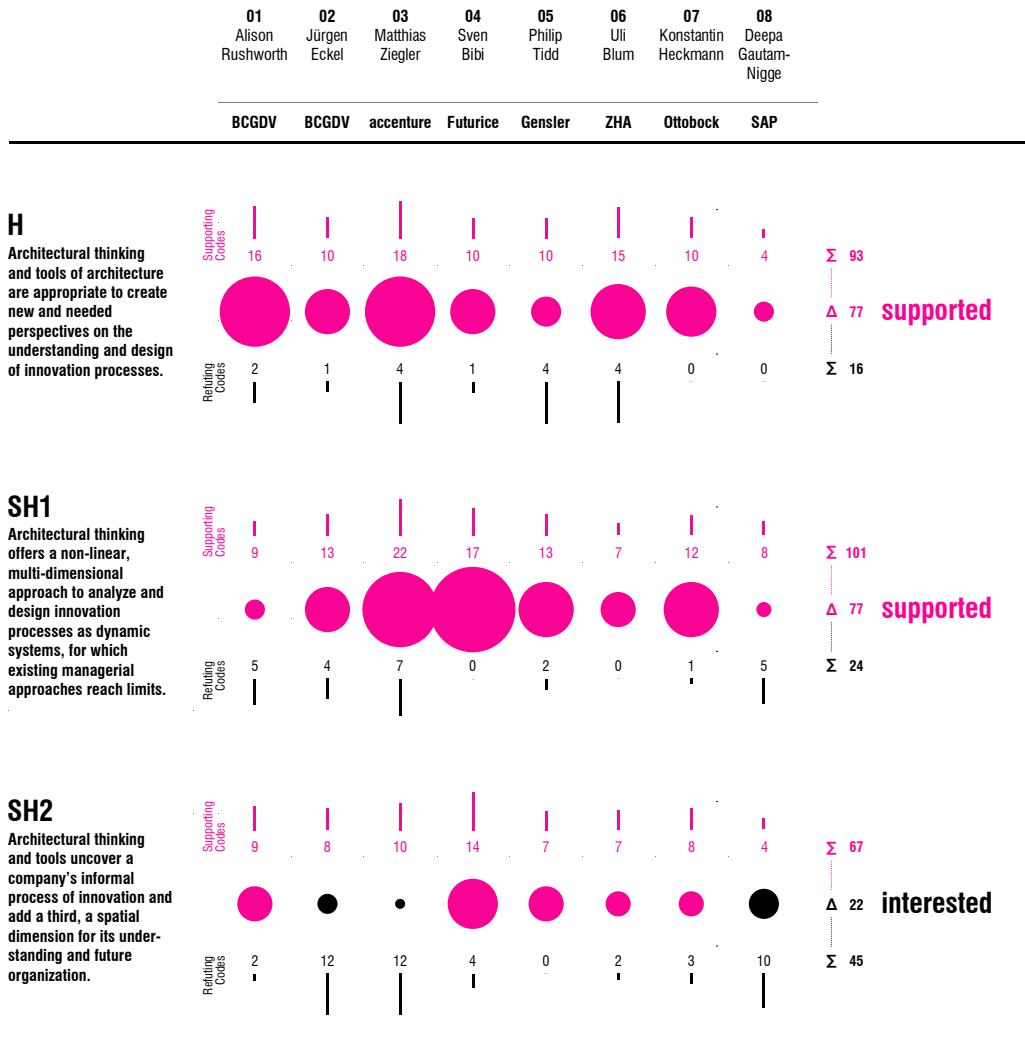 01 02 03 04 05 06 07 08
Alison Jürgen Matthias Sven Philip Uli Konstantin Deepa
Rushworth Eckel Ziegler Bibi Tidd Blum Heckmann Gautam-
Nigge
BCGDV BCGDV accenture Futurice Gensler ZHA Ottobock SAP
H
Architectural thinking
and tools of architecture
are appropriate to create
new and needed
perspectives on the
understanding and design
of innovation processes.
Supporting
Codes
16 10 18 10 10 15 10 4
Σ 93
Δ 77 supported
Refuting
Codes
2 1 4 1 4 4 0 0
Σ 16
SH1
Architectural thinking
offers a non-linear,
multi-dimensional
approach to analyze and
design innovation
processes as dynamic
systems, for which
existing managerial
approaches reach limits.
Supporting
Codes
9 13 22 17 13 7 12 8
Σ 101
Δ 77 supported
Refuting
Codes
5 4 7 0 2 0 1 5
Σ 24
SH2
Architectural thinking
and tools uncover a
company's informal
process of innovation and
add a third, a spatial
dimension for its under-
standing and future
organization.
Supporting
Codes
9 8 10 14 7 7 8 4
Σ 67
Δ 22 interested
Refuting
Codes
2 12 12 4 0 2 3 10
Σ 45